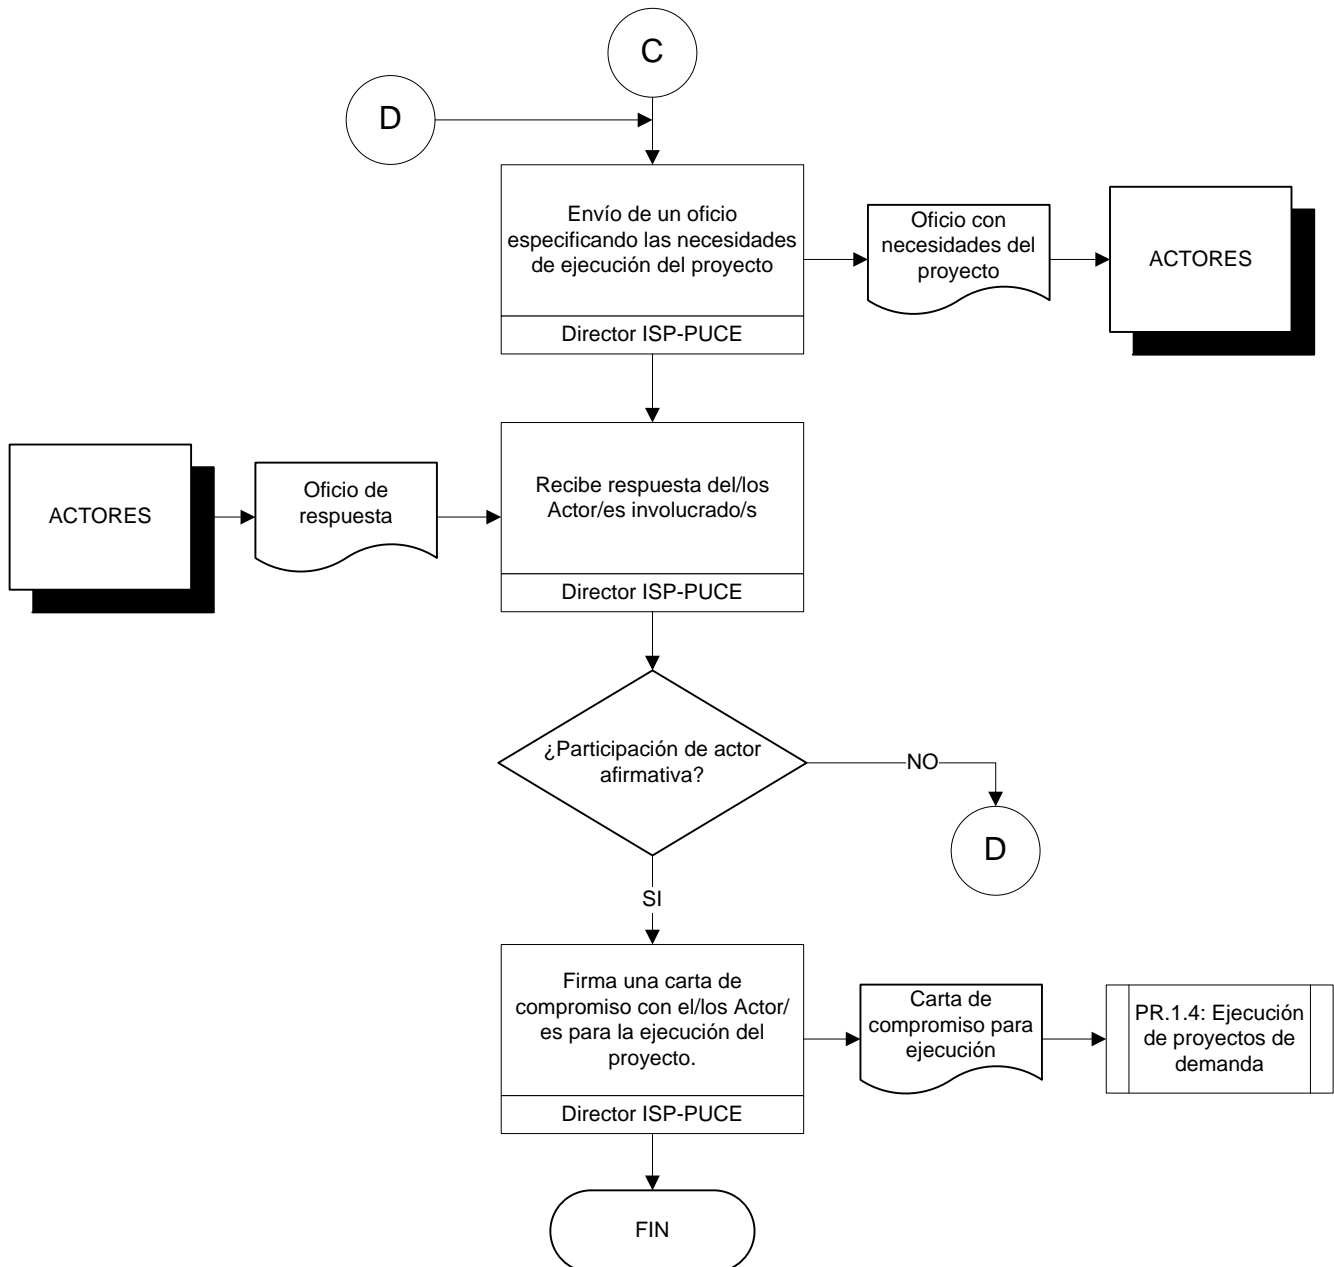 C
D
Envío de un oficio
especificando las necesidades
de ejecución del proyecto
Director ISP-PUCE
Oficio con
necesidades del
proyecto
ACTORES
ACTORES
Oficio de
respuesta
Recibe respuesta del/los
Actor/es involucrado/s
Director ISP-PUCE
¿Participación de actor
afirmativa?
NO
D
SI
Firma una carta de
compromiso con el/los Actor/
es para la ejecución del
proyecto.
Director ISP-PUCE
Carta de
compromiso para
ejecución
PR.1.4: Ejecución
de proyectos de
demanda
FIN